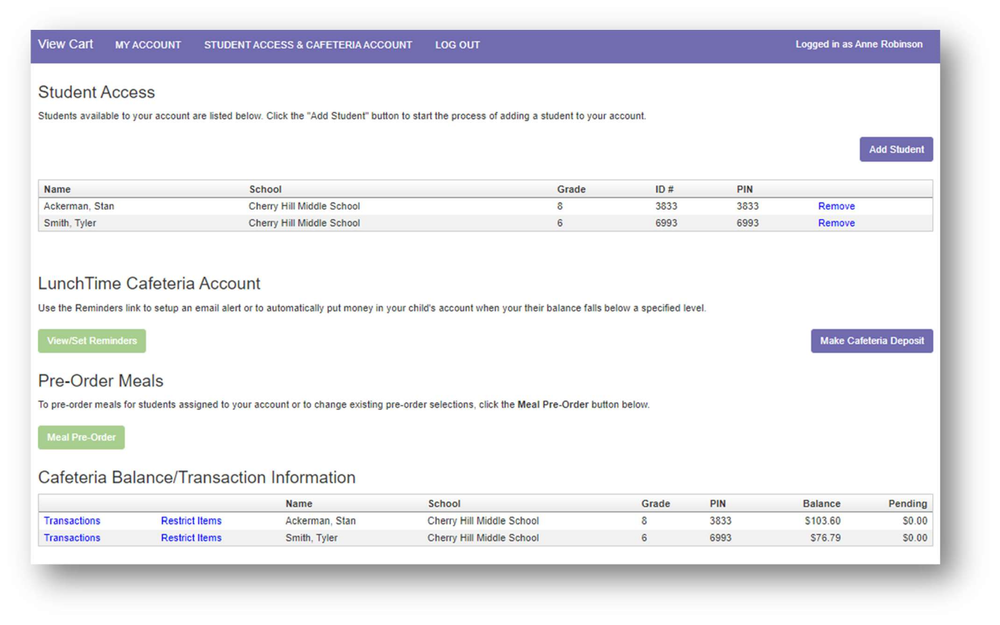 View Cart MY ACCOUNT STUDENT ACCESS & CAFETERIA ACCOUNT LOG OUT Logged in as Anne Robinson
Student Access
Students available to your account are listed below. Click the "Add Student" button to start the process of adding a student to your account.
Add Student
Name School Grade ID # PIN
Ackerman, Stan Cherry Hill Middle School 8 3833 3833 Remove
Smith, Tyler Cherry Hill Middle School 6 6993 6993 Remove
LunchTime Cafeteria Account
Use the Reminders link to setup an email alert or to automatically put money in your child's account when your their balance falls below a specified level.
View/Set Reminders Make Cafeteria Deposit
Pre-Order Meals
To pre-order meals for students assigned to your account or to change existing pre-order selections, click the Meal Pre-Order button below.
Meal Pre-Order
Cafeteria Balance/Transaction Information
Name School Grade PIN Balance Pending
Transactions Restrict Items Ackerman, Stan Cherry Hill Middle School 8 3833 $103.60 $0.00
Transactions Restrict Items Smith, Tyler Cherry Hill Middle School 6 6993 $76.79 $0.00